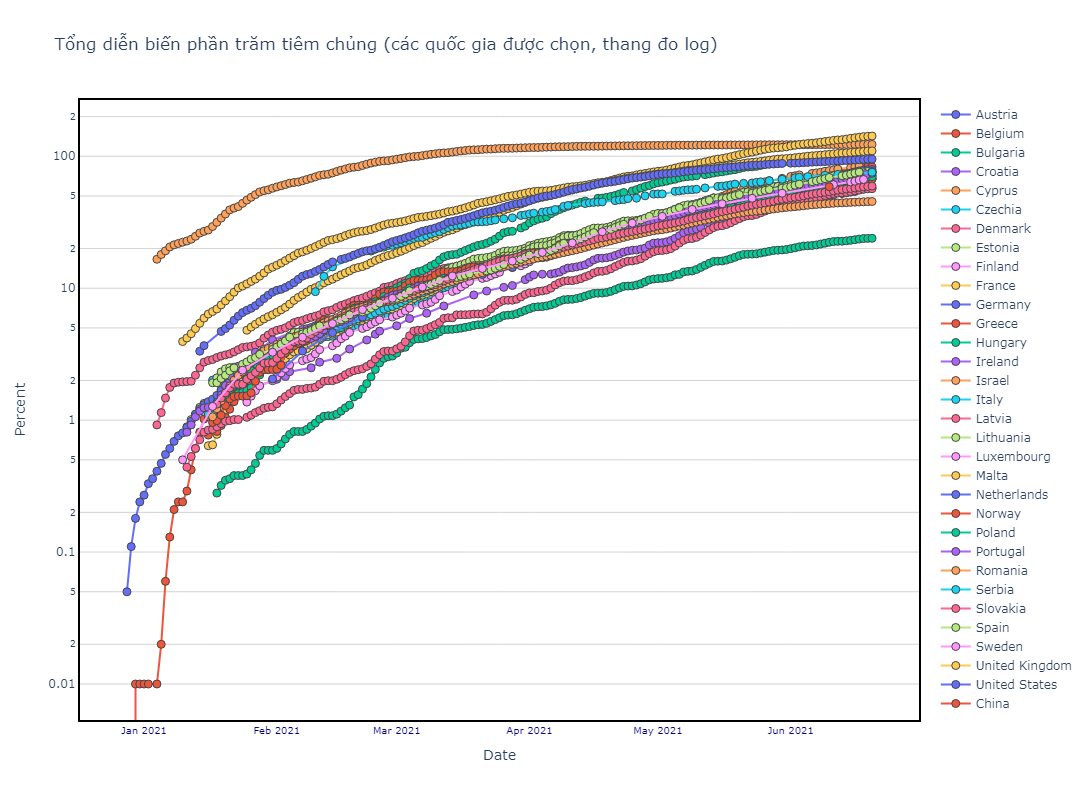 Tổng diễn biến phần trăm tiêm chủng (các quốc gia được chọn, thang đo log)
Percent
2
100
5
2
10
5
2
1
5
2
0.1
5
2
0.01
Jan 2021
Feb 2021
Mar 2021
Apr 2021
May 2021
Jun 2021
Date
Austria
Belgium
Bulgaria
Croatia
Cyprus
Czechia
Denmark
Estonia
Finland
France
Germany
Greece
Hungary
Ireland
Israel
Italy
Latvia
Lithuania
Luxembourg
Malta
Netherlands
Norway
Poland
Portugal
Romania
Serbia
Slovakia
Spain
Sweden
United Kingdom
United States
China